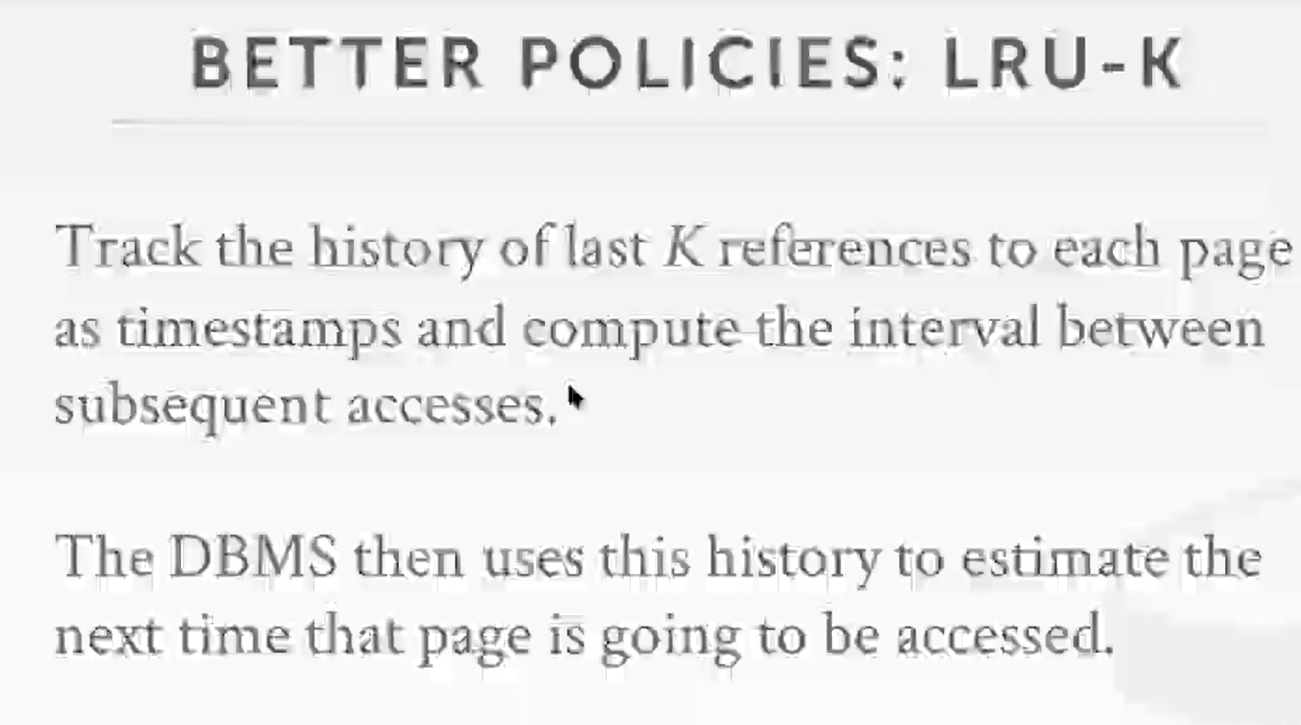 BETTER POLICIES: LRU-K
Track the history of last K references to each page
as timestamps and compute the interval between
subsequent accesses.
The DBMS then uses this history to estimate the
next time that page is going to be accessed.